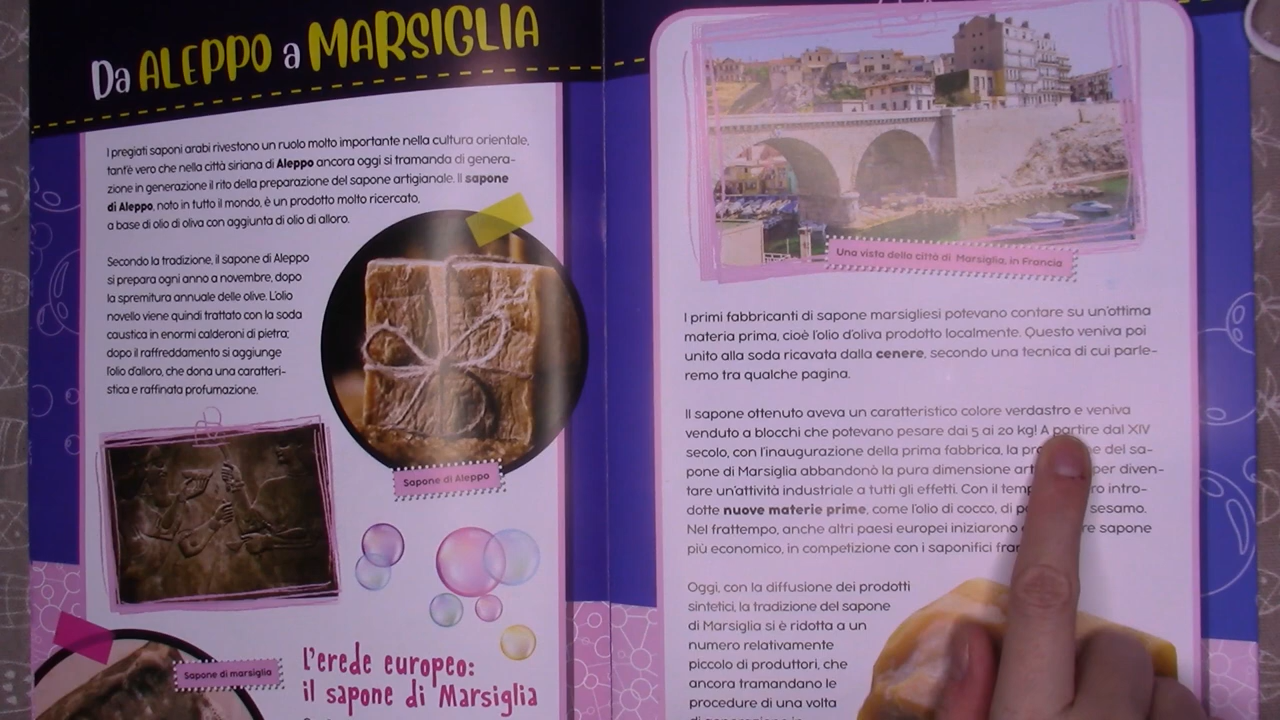 Da ALEPPO a MARSIGLIA
I pregiati saponi arabi rivestono un ruolo molto importante nella cultura orientale,
tant'è vero che nella città siriana di Aleppo ancora oggi si tramanda di genera-
zione in generazione il rito della preparazione del sapone artigianale. Il sapone
di Aleppo, noto in tutto il mondo, è un prodotto molto ricercato,
a base di olio di oliva con aggiunta di olio di alloro.
Secondo la tradizione, il sapone di Aleppo
si prepara ogni anno a novembre, dopo
la spremitura annuale delle olive. L'olio
novello viene quindi trattato con la soda
caustica in enormi calderoni di pietra;
dopo il raffreddamento si aggiunge
l'olio d'alloro, che dona una caratteri-
stica e raffinata profumazione.
Sapone di Aleppo
Sapone di marsiglia
L'erede europeo:
il sapone di Marsiglia
Una vista della città di Marsiglia, in Francia
I primi fabbricanti di sapone marsigliesi potevano contare su un'ottima
materia prima, cioè l'olio d'oliva prodotto localmente. Questo veniva poi
unito alla soda ricavata dalla cenere, secondo una tecnica di cui parle-
remo tra qualche pagina.
Il sapone ottenuto aveva un caratteristico colore verdastro e veniva
venduto a blocchi che potevano pesare dai 5 ai 20 kg! A partire dal XIV
secolo, con l'inaugurazione della prima fabbrica, la del sa-
pone di Marsiglia abbandonò la pura dimensione per diven-
tare un'attività industriale a tutti gli effetti. Con il intro-
dotte nuove materie prime, come l'olio di cocco, di sesamo.
Nel frattempo, anche altri paesi europei iniziarono sapone
più economico, in competizione con i saponifici
Oggi, con la diffusione dei prodotti
sintetici, la tradizione del sapone
di Marsiglia si è ridotta a un
numero relativamente
piccolo di produttori, che
ancora tramandano le
procedure di una volta